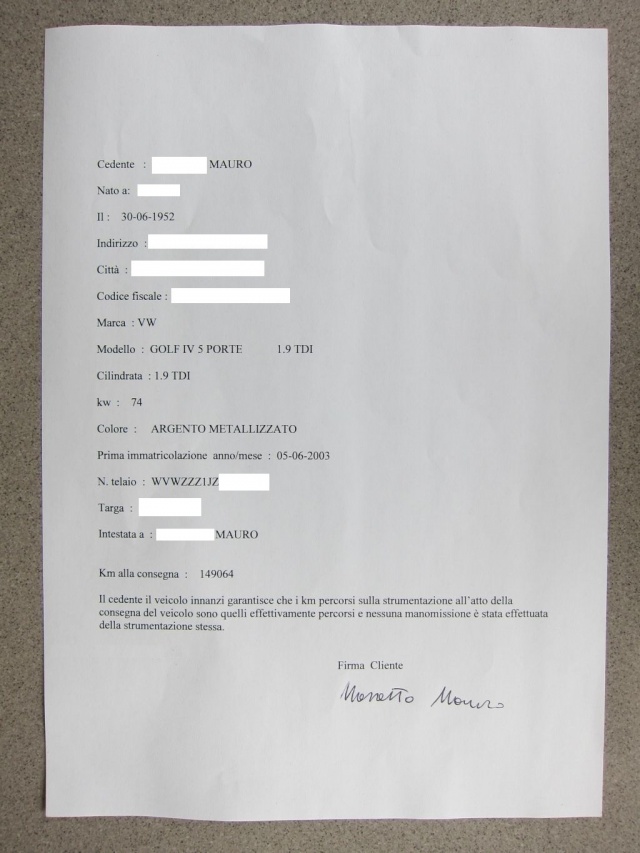 Cedente : MAURO
Nato a:
Il : 30-06-1952
Indirizzo :
Città :
Codice fiscale :
Marca : VW
Modello : GOLF IV 5 PORTE 1.9 TDI
Cilindrata : 1.9 TDI
kw : 74
Colore : ARGENTO METALLIZZATO
Prima immatricolazione anno/mese : 05-06-2003
N. telaio : WVWZZZ1JZ
Targa :
Intestata a : MAURO
Km alla consegna : 149064
Il cedente il veicolo innanzi garantisce che i km percorsi sulla strumentazione all'atto della
consegna del veicolo sono quelli effettivamente percorsi e nessuna manomissione è stata effettuata
della strumentazione stessa.
Firma Cliente
Mauro